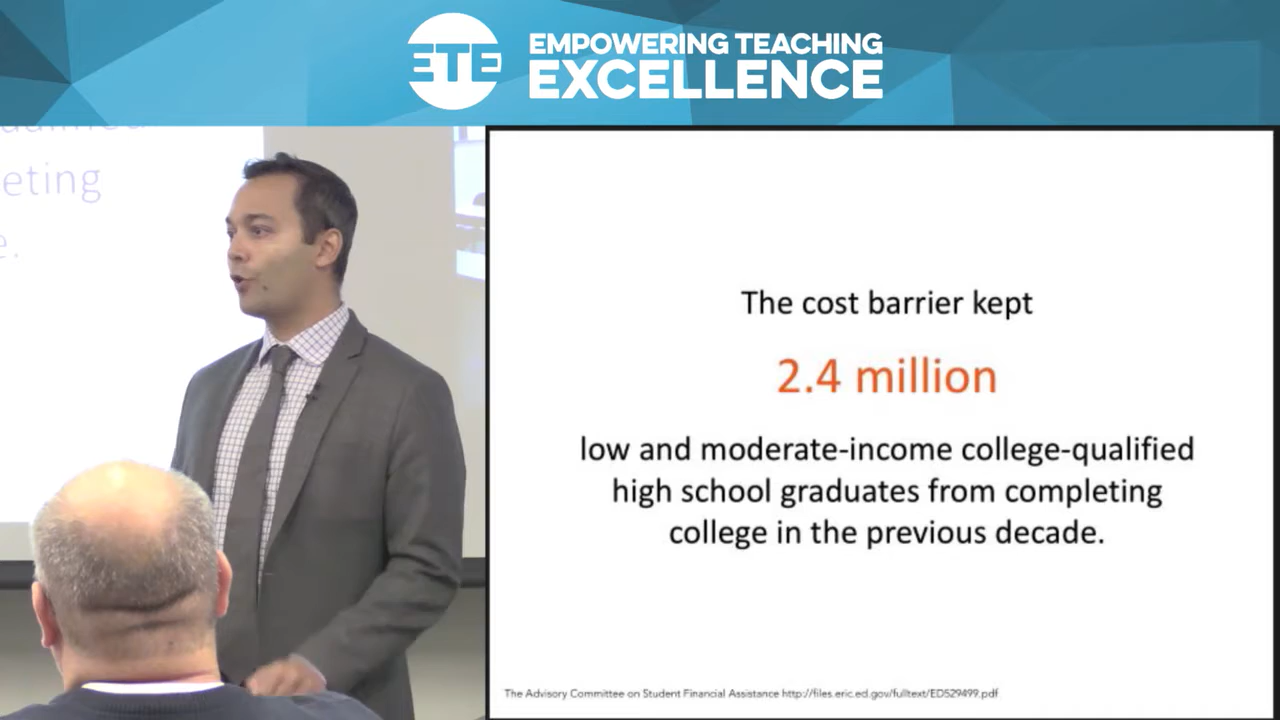 ETE
EMPOWERING TEACHING
EXCELLENCE
eting
e.
The cost barrier kept
2.4 million
low and moderate-income college-qualified
high school graduates from completing
college in the previous decade.
The Advisory Committee on Student Financial Assistance http://files.eric.ed.gov/fulltext/ED529499.pdf